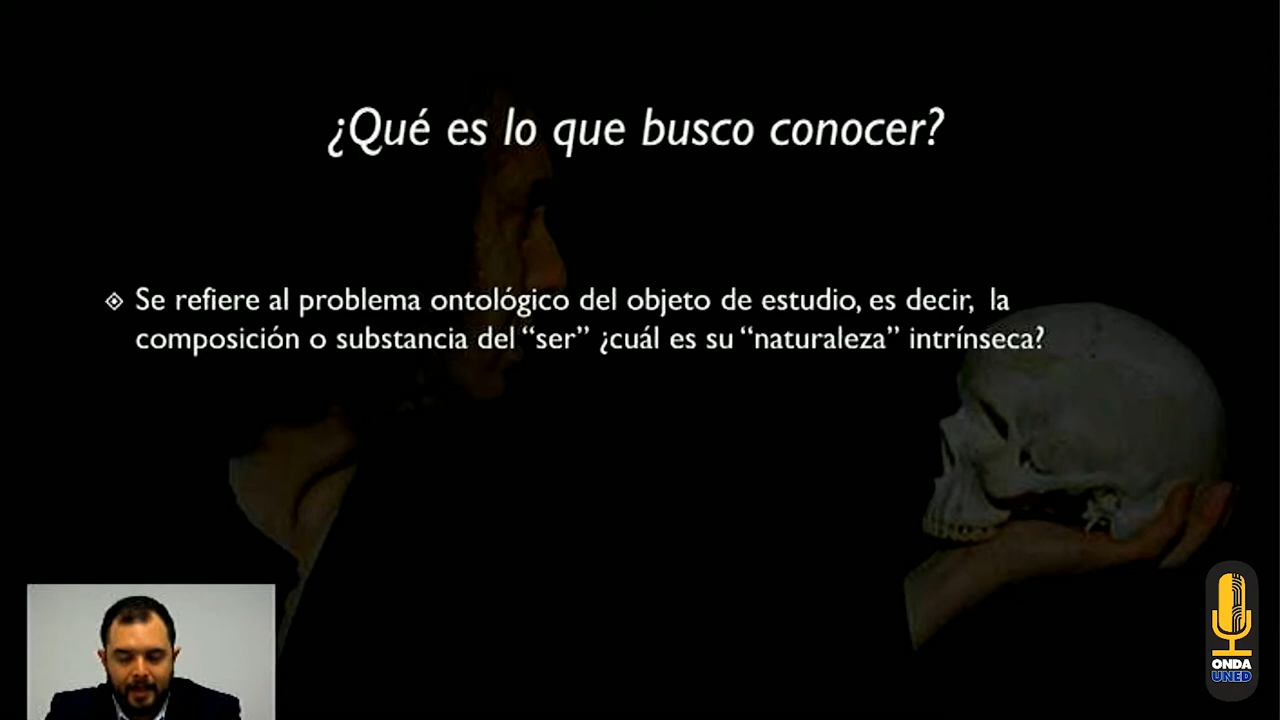 ¿Qué es lo que busco conocer?
Se refiere al problema ontológico del objeto de estudio, es decir, la
composición o substancia del “ser” ¿cuál es su “naturaleza” intrínseca?
ONDA
UNED